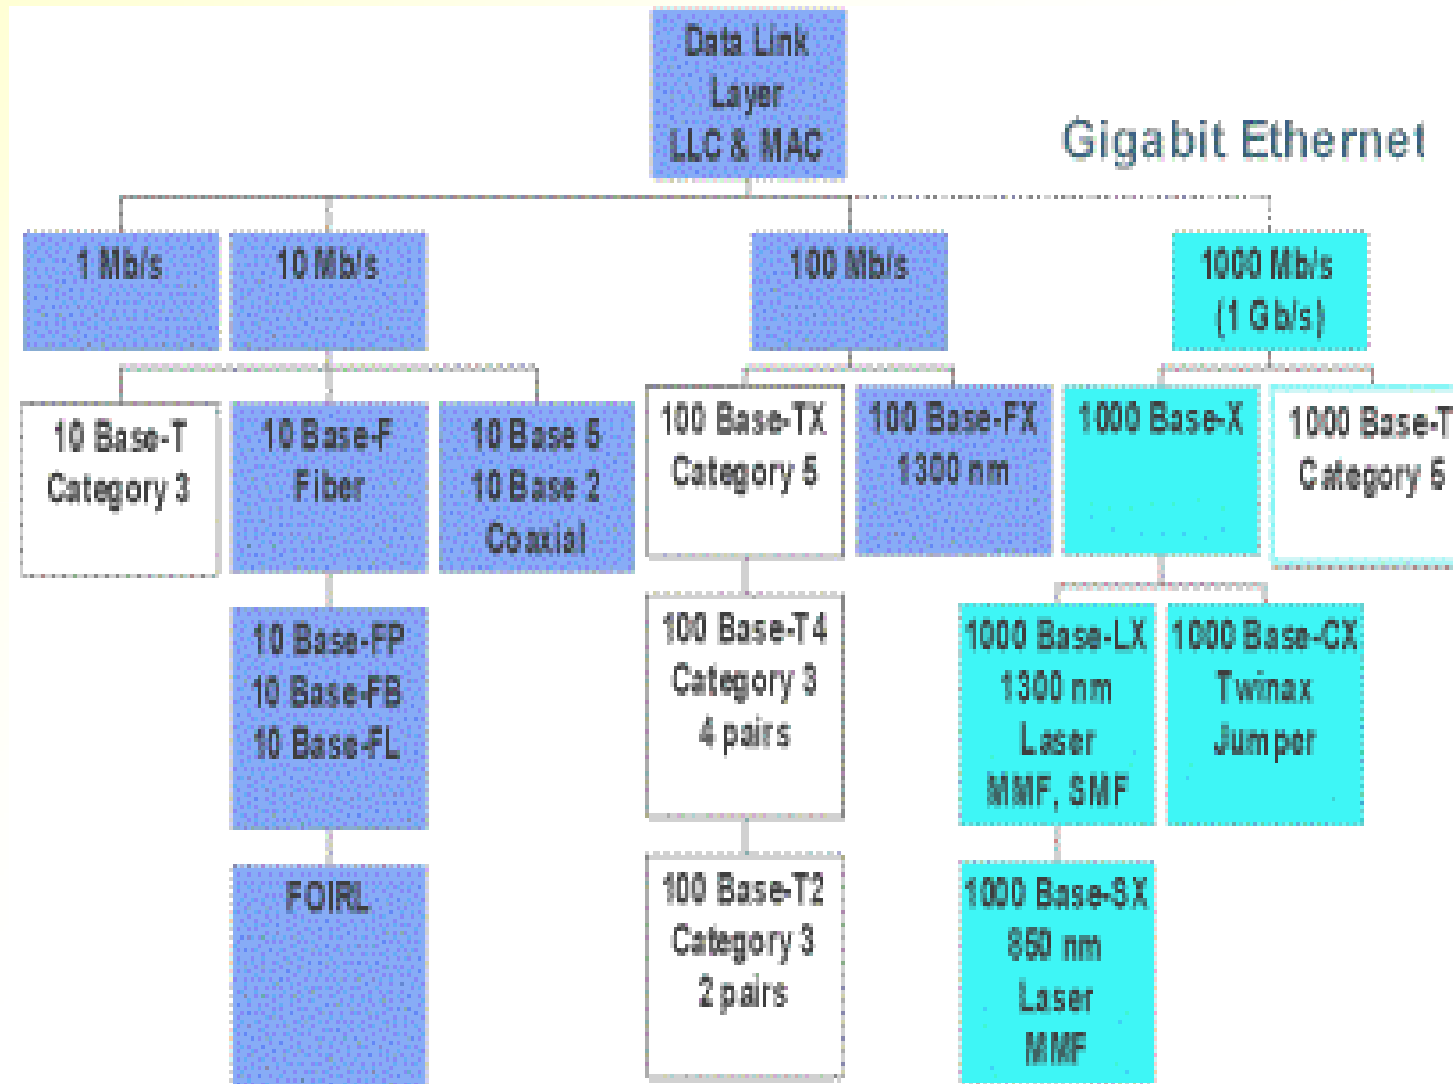 Data Link
Layer
LLC & MAC
Gigabit Ethernet
1 Mb/s
10 Mb/s
100 Mb/s
1000 Mb/s
(1 Gb/s)
10 Base-T
Category 3
10 Base-F
Fiber
10 Base 5
10 Base 2
Coaxial
100 Base-TX
Category 5
100 Base-FX
1300 nm
1000 Base-X
1000 Base-T
Category 5
10 Base-FP
10 Base-FB
10 Base-FL
100 Base-T4
Category 3
4 pairs
1000 Base-LX
1300 nm
Laser
MMF, SMF
1000 Base-CX
Twinax
Jumper
FOIRL
100 Base-T2
Category 3
2 pairs
1000 Base-SX
850 nm
Laser
MMF